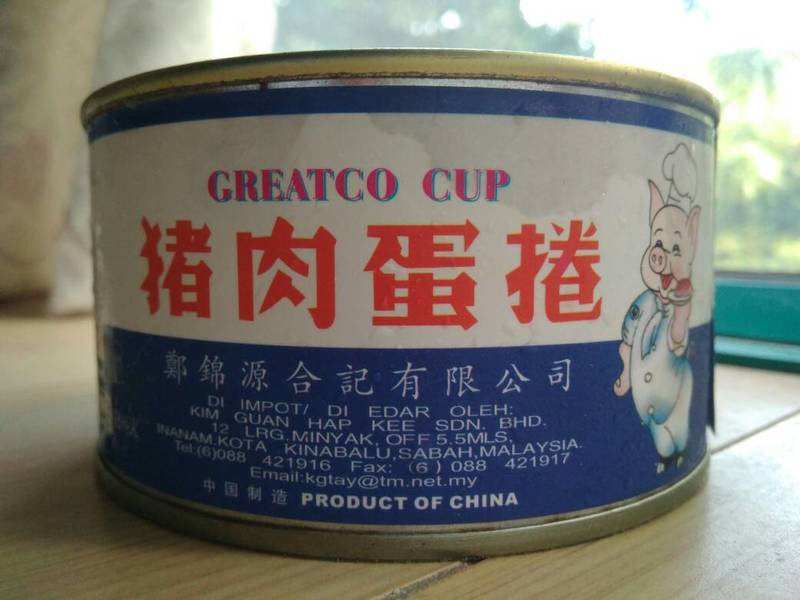 GREATCO CUP
猪肉蛋捲
鄭錦源合記有限公司
DI IMPOT/ DI EDAR OLEH:
KIM GUAN HAP KEE SDN. BHD.
12 LRG.MINYAK, OFF 5.5MLS,
INANAM,KOTA KINABALU,SABAH,MALAYSIA.
Tel:(6)088 421916 Fax: (6) 088 421917
Email:kgtay@tm.net.my
中国制造 PRODUCT OF CHINA